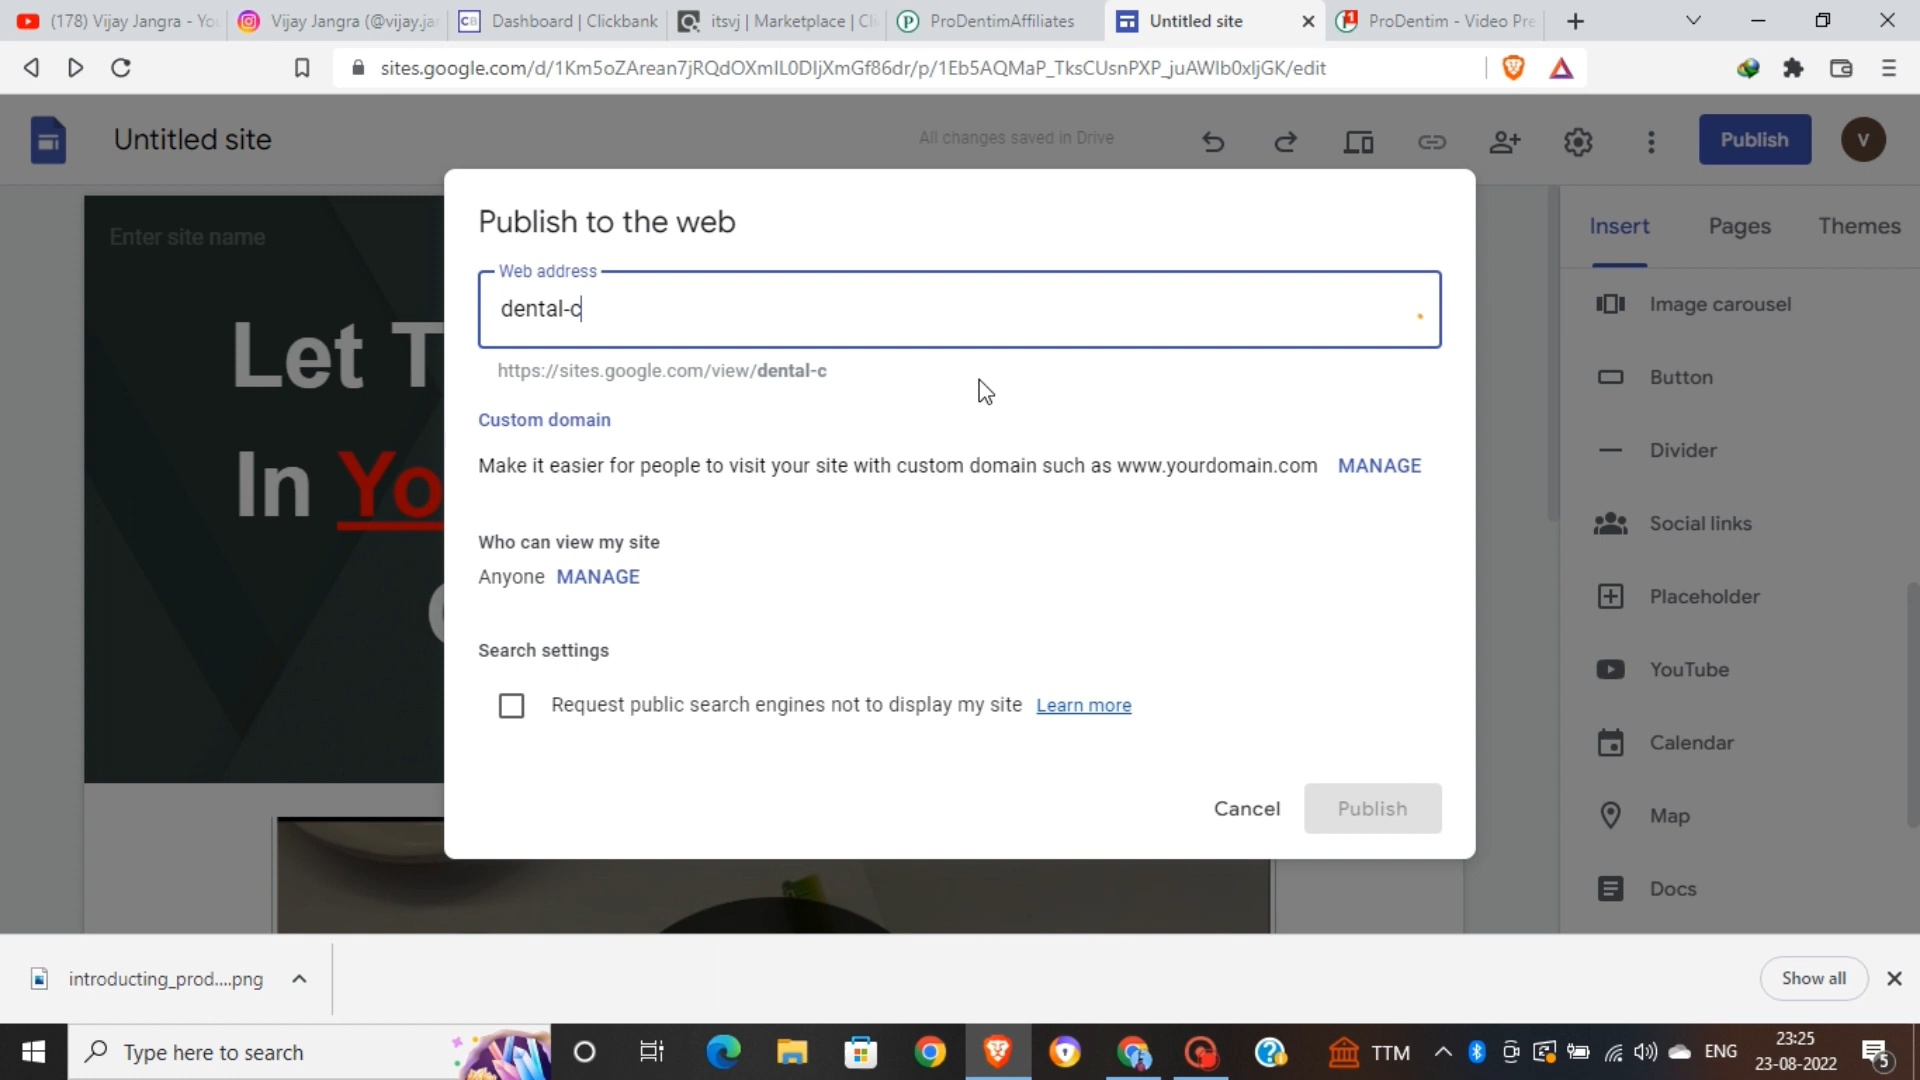 (178) Vijay Jangra - You
Vijay Jangra (@vijay.jar
Dashboard | Clickbank
itsvj | Marketplace | Cli
ProDentimAffiliates
Untitled site
ProDentim - Video Pre
sites.google.com/d/1Km5oZArean7jRQdOXmIL0DIjXmGf86dr/p/1Eb5AQMaP_TksCUsnPXP_juAWIb0xIjGK/edit
Untitled site
All changes saved in Drive
Publish
V
Enter site name
Let T
In Yo
Publish to the web
Web address
dental-c
https://sites.google.com/view/dental-c
Custom domain
Make it easier for people to visit your site with custom domain such as www.yourdomain.com MANAGE
Who can view my site
Anyone MANAGE
Search settings
Request public search engines not to display my site Learn more
Cancel
Publish
Insert
Pages
Themes
Image carousel
Button
Divider
Social links
Placeholder
YouTube
Calendar
Map
Docs
introducting_prod....png
Show all
Type here to search
TTM
ENG
23:25
23-08-2022
5